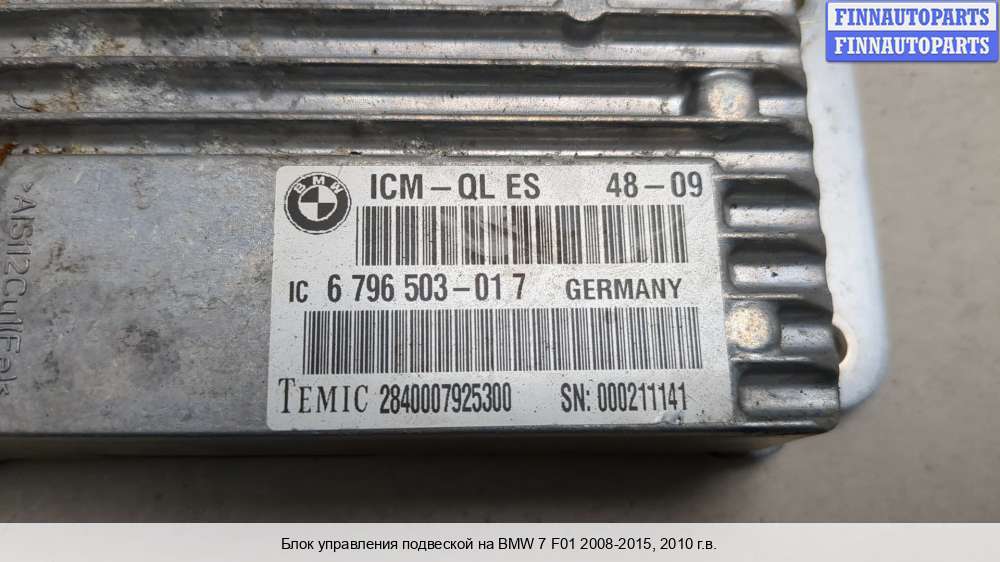 FINNAUTOPARTS
FINNAUTOPARTS
BMW
ICM – QL ES 48 – 09
IC 6 796 503 – 01 7 GERMANY
TEMIC 2840007925300 SN: 000211141
Блок управления подвеской на BMW 7 F01 2008-2015, 2010 г.в.